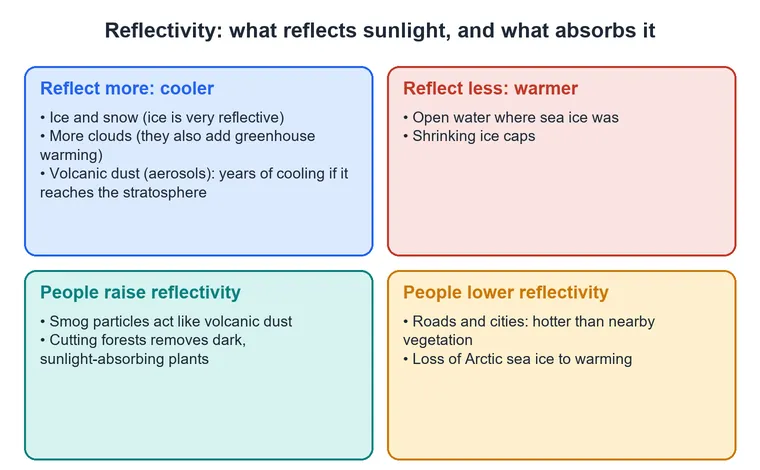 Reflectivity: what reflects sunlight, and what absorbs it
Reflect more: cooler
• Ice and snow (ice is very reflective)
• More clouds (they also add greenhouse
warming)
• Volcanic dust (aerosols): years of cooling if it
reaches the stratosphere
Reflect less: warmer
• Open water where sea ice was
• Shrinking ice caps
People raise reflectivity
• Smog particles act like volcanic dust
• Cutting forests removes dark,
sunlight-absorbing plants
People lower reflectivity
• Roads and cities: hotter than nearby
vegetation
• Loss of Arctic sea ice to warming